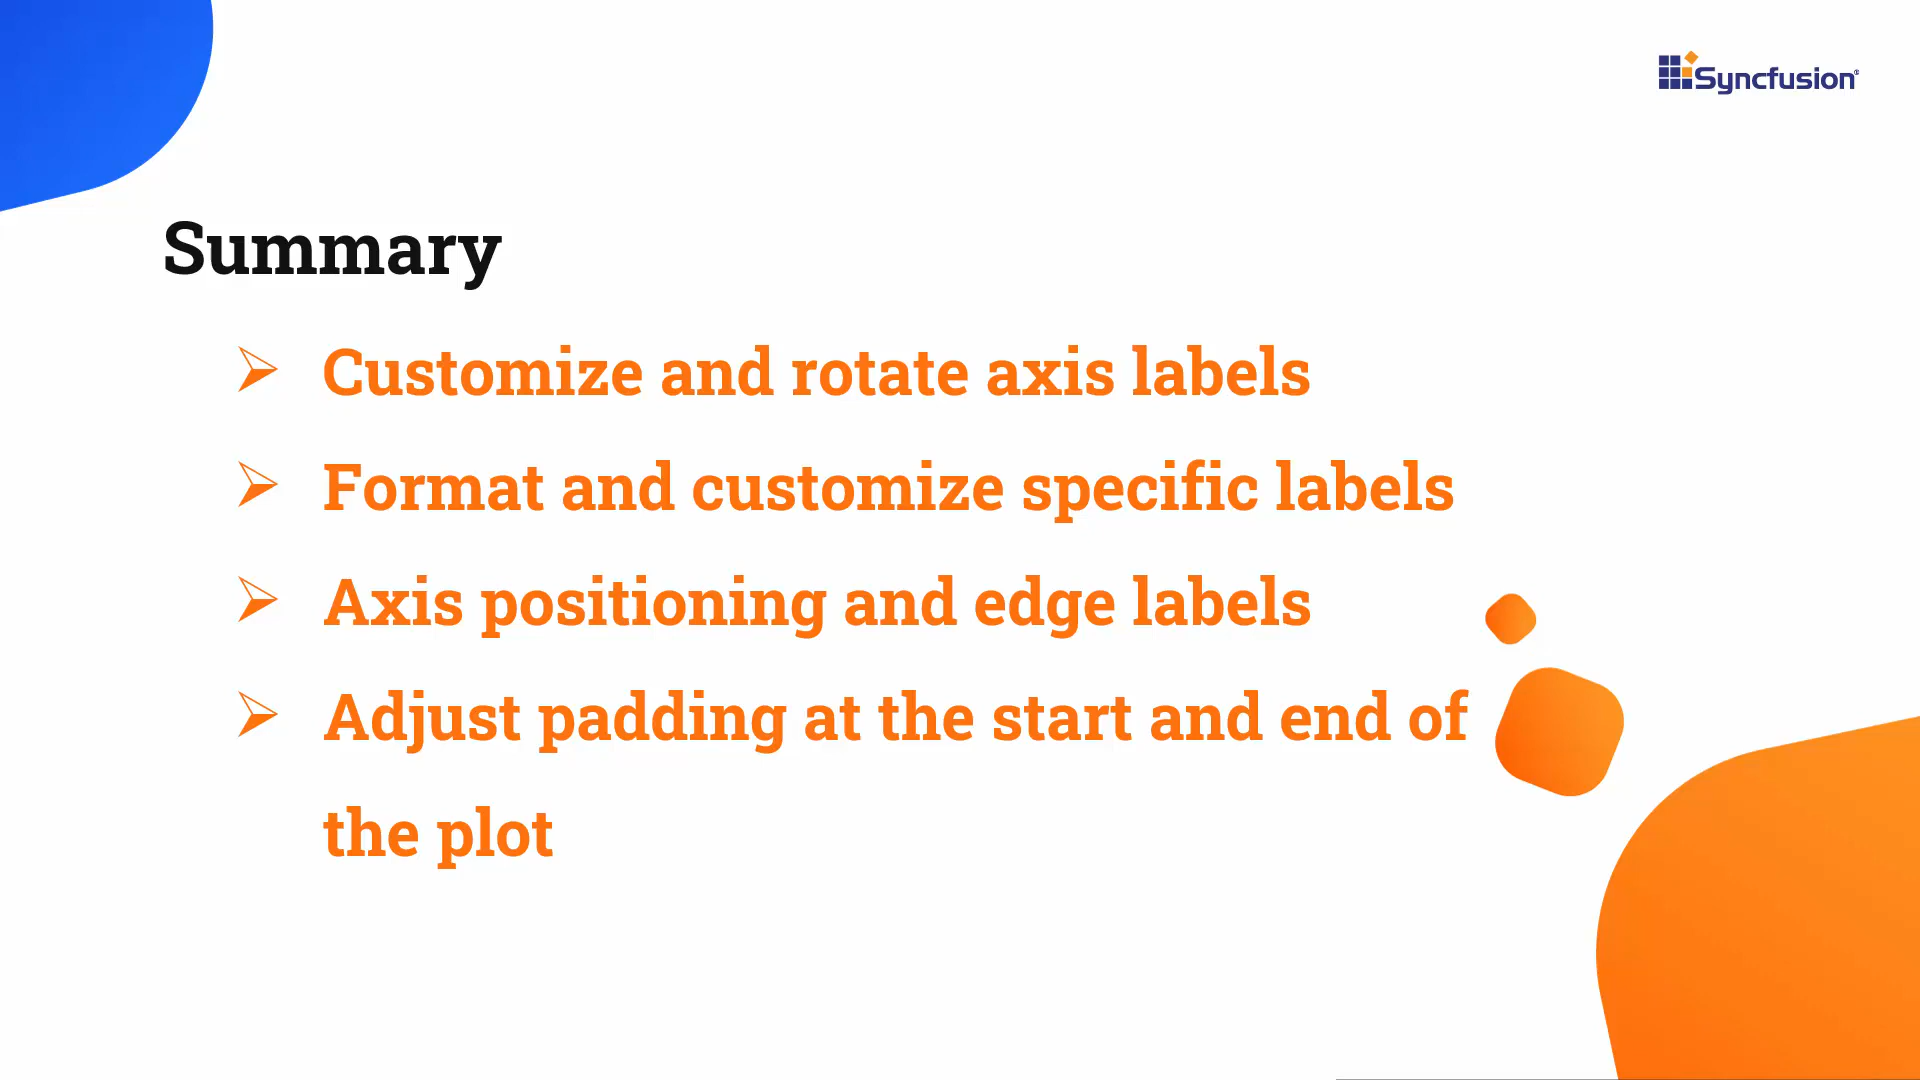 Syncfusion®
Summary
➢ Customize and rotate axis labels
➢ Format and customize specific labels
➢ Axis positioning and edge labels
➢ Adjust padding at the start and end of
the plot